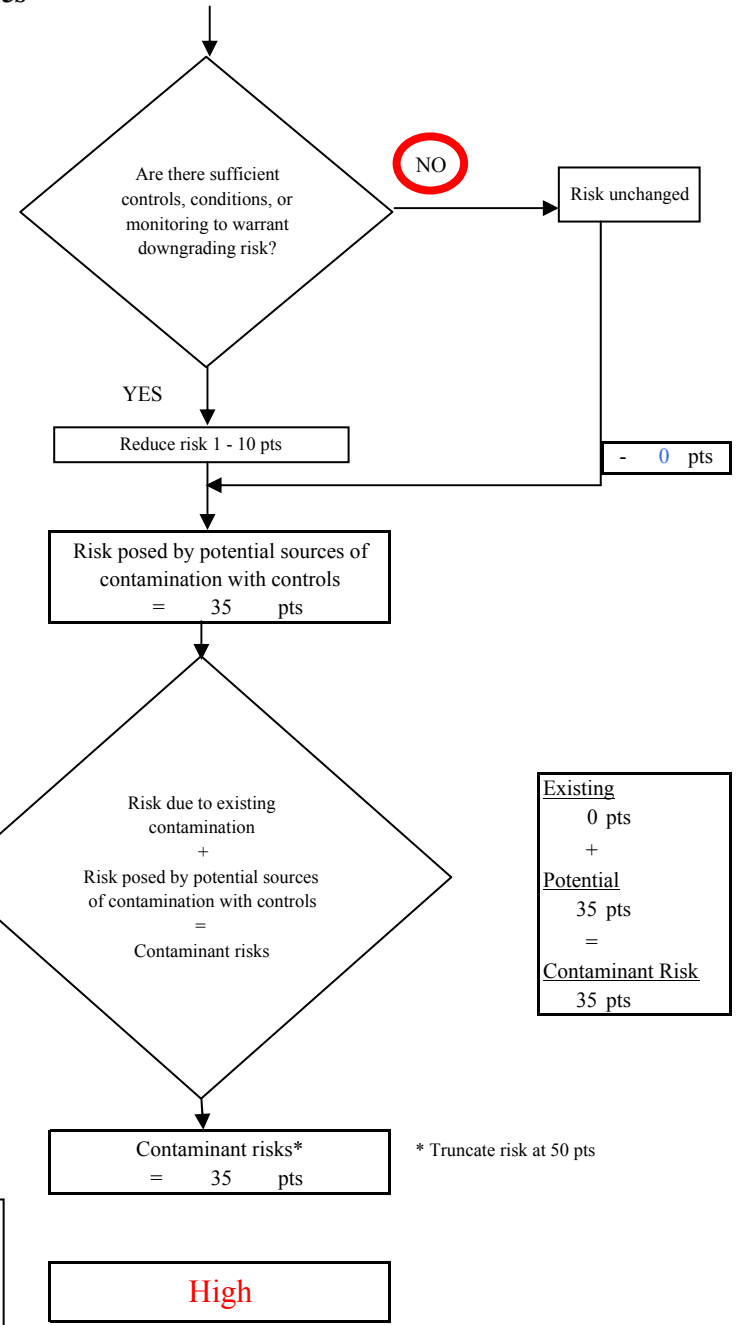 Are there sufficient
controls, conditions, or
monitoring to warrant
downgrading risk?
NO
Risk unchanged
YES
Reduce risk 1 - 10 pts
- 0 pts
Risk posed by potential sources of
contamination with controls
= 35 pts
Risk due to existing
contamination
+
Risk posed by potential sources
of contamination with controls
=
Contaminant risks
Existing
0 pts
+
Potential
35 pts
=
Contaminant Risk
35 pts
Contaminant risks*
= 35 pts
* Truncate risk at 50 pts
High